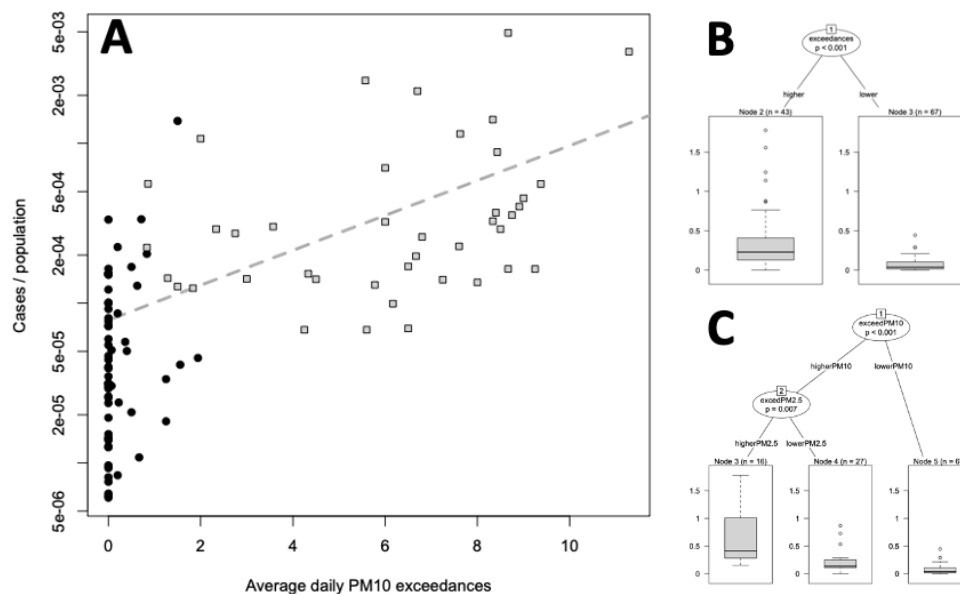 A
Cases / population
5e-03
2e-03
5e-04
2e-04
5e-05
2e-05
5e-06
0 2 4 6 8 10
Average daily PM10 exceedances
B
1
exceedances
p < 0.001
higher lower
Node 2 (n = 43) Node 3 (n = 67)
1.5 1.5
1 1
0.5 0.5
0 0
C
1
exceedPM10
p < 0.001
higherPM10 lowerPM10
2
excedPM2.5
p = 0.007
higherPM2.5 lowerPM2.5
Node 3 (n = 16) Node 4 (n = 27) Node 5 (n = 6
1.5 1.5 1.5
1 1 1
0.5 0.5 0.5
0 0 0